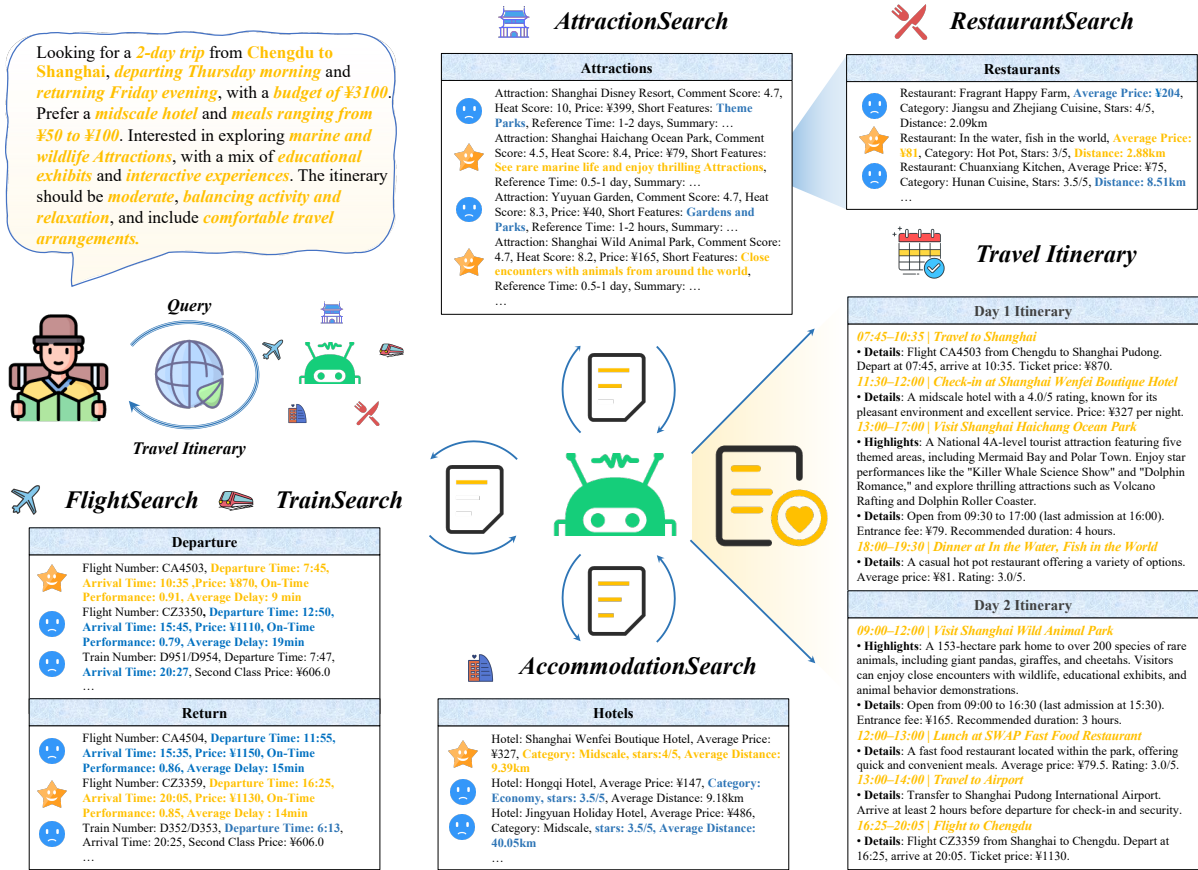 Looking for a 2-day trip from Chengdu to
Shanghai, departing Thursday morning and
returning Friday evening, with a budget of ¥3100.
Prefer a midscale hotel and meals ranging from
¥50 to ¥100. Interested in exploring marine and
wildlife Attractions, with a mix of educational
exhibits and interactive experiences. The itinerary
should be moderate, balancing activity and
relaxation, and include comfortable travel
arrangements.
Query
Travel Itinerary
FlightSearch
TrainSearch
Departure
Flight Number: CA4503, Departure Time: 7:45,
Arrival Time: 10:35 .Price: ¥870, On-Time
Performance: 0.91, Average Delay: 9 min
Flight Number: CZ3350, Departure Time: 12:50,
Arrival Time: 15:45, Price: ¥1110, On-Time
Performance: 0.79, Average Delay: 19min
Train Number: D951/D954, Departure Time: 7:47,
Arrival Time: 20:27, Second Class Price: ¥606.0
…
Return
Flight Number: CA4504, Departure Time: 11:55,
Arrival Time: 15:35, Price: ¥1150, On-Time
Performance: 0.86, Average Delay: 15min
Flight Number: CZ3359, Departure Time: 16:25,
Arrival Time: 20:05, Price: ¥1130, On-Time
Performance: 0.85, Average : 14min
Train Number: D352/D353, Departure Time: 6:13,
Arrival Time: 20:25, Second Class Price: ¥606.0
…
AttractionSearch
Attractions
Attraction: Shanghai Disney Resort, Comment Score: 4.7,
Heat Score: 10, Price: ¥399, Short Features: Theme
Parks, Reference Time: 1-2 days, Summary: …
Attraction: Shanghai Haichang Ocean Park, Comment
Score: 4.5, Heat Score: 8.4, Price: ¥79, Short Features:
See rare marine life and enjoy thrilling Attractions,
Reference Time: 0.5-1 day, Summary: …
Attraction: Yuyuan Garden, Comment Score: 4.7, Heat
Score: 8.3, Price: ¥40, Short Features: Gardens and
Parks, Reference Time: 1-2 hours, Summary: …
Attraction: Shanghai Wild Animal Park, Comment Score:
4.7, Heat Score: 8.2, Price: ¥165, Short Features: Close
encounters with animals from around the world,
Reference Time: 0.5-1 day, Summary: …
…
AccommodationSearch
Hotels
Hotel: Shanghai Wenfei Boutique Hotel, Average Price:
¥327, Category: Midscale, stars:4/5, Average Distance:
9.39km
Hotel: Hongqi Hotel, Average Price: ¥147, Category:
Economy, stars: 3.5/5, Average Distance: 9.18km
Hotel: Jingyuan Holiday Hotel, Average Price: ¥486,
Category: Midscale, stars: 3.5/5, Average Distance:
40.05km
…
RestaurantSearch
Restaurants
Restaurant: Fragrant Happy Farm, Average Price: ¥204,
Category: Jiangsu and Zhejiang Cuisine, Stars: 4/5,
Distance: 2.09km
Restaurant: In the water, fish in the world, Average Price:
¥81, Category: Hot Pot, Stars: 3/5, Distance: 2.88km
Restaurant: Chuanxiang Kitchen, Average Price: ¥75,
Category: Hunan Cuisine, Stars: 3.5/5, Distance: 8.51km
…
Travel Itinerary
Day 1 Itinerary
07:45–10:35 | Travel to Shanghai
• Details: Flight CA4503 from Chengdu to Shanghai Pudong.
Depart at 07:45, arrive at 10:35. Ticket price: ¥870.
11:30–12:00 | Check-in at Shanghai Wenfei Boutique Hotel
• Details: A midscale hotel with a 4.0/5 rating, known for its
pleasant environment and excellent service. Price: ¥327 per night.
13:00–17:00 | Visit Shanghai Haichang Ocean Park
• Highlights: A National 4A-level tourist attraction featuring five
themed areas, including Mermaid Bay and Polar Town. Enjoy star
performances like the "Killer Whale Science Show" and "Dolphin
Romance," and explore thrilling attractions such as Volcano
Rafting and Dolphin Roller Coaster.
• Details: Open from 09:30 to 17:00 (last admission at 16:00).
Entrance fee: ¥79. Recommended duration: 4 hours.
18:00–19:30 | Dinner at In the Water, Fish in the World
• Details: A casual hot pot restaurant offering a variety of options.
Average price: ¥81. Rating: 3.0/5.
Day 2 Itinerary
09:00–12:00 | Visit Shanghai Wild Animal Park
• Highlights: A 153-hectare park home to over 200 species of rare
animals, including giant pandas, giraffes, and cheetahs. Visitors
can enjoy close encounters with wildlife, educational exhibits, and
animal behavior demonstrations.
• Details: Open from 09:00 to 16:30 (last admission at 15:30).
Entrance fee: ¥165. Recommended duration: 3 hours.
12:00–13:00 | Lunch at SWAP Fast Food Restaurant
• Details: A fast food restaurant located within the park, offering
quick and convenient meals. Average price: ¥79.5. Rating: 3.0/5.
13:00–14:00 | Travel to Airport
• Details: Transfer to Shanghai Pudong International Airport.
Arrive at least 2 hours before departure for check-in and security.
16:25–20:05 | Flight to Chengdu
• Details: Flight CZ3359 from Shanghai to Chengdu. Depart at
16:25, arrive at 20:05. Ticket price: ¥1130.